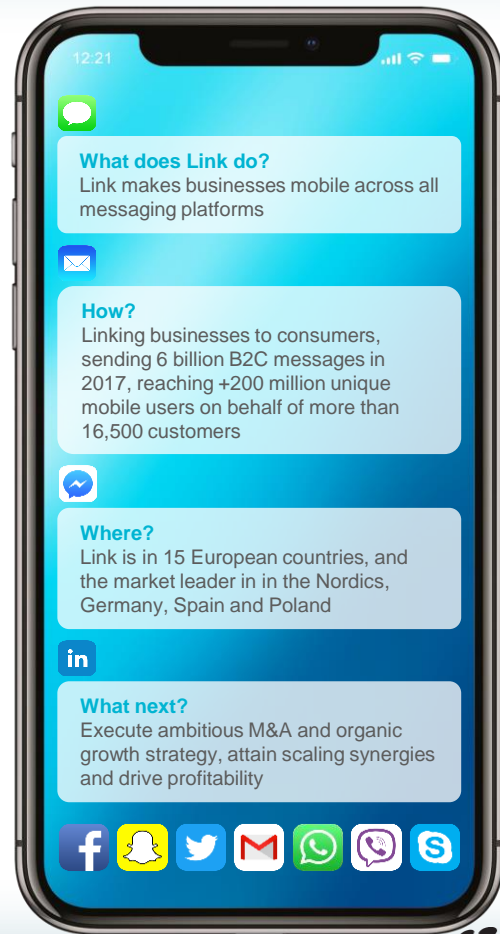 12:21
What does Link do?
Link makes businesses mobile across all
messaging platforms
How?
Linking businesses to consumers,
sending 6 billion B2C messages in
2017, reaching +200 million unique
mobile users on behalf of more than
16,500 customers
Where?
Link is in 15 European countries, and
the market leader in in the Nordics,
Germany, Spain and Poland
in
What next?
Execute ambitious M&A and organic
growth strategy, attain scaling synergies
and drive profitability